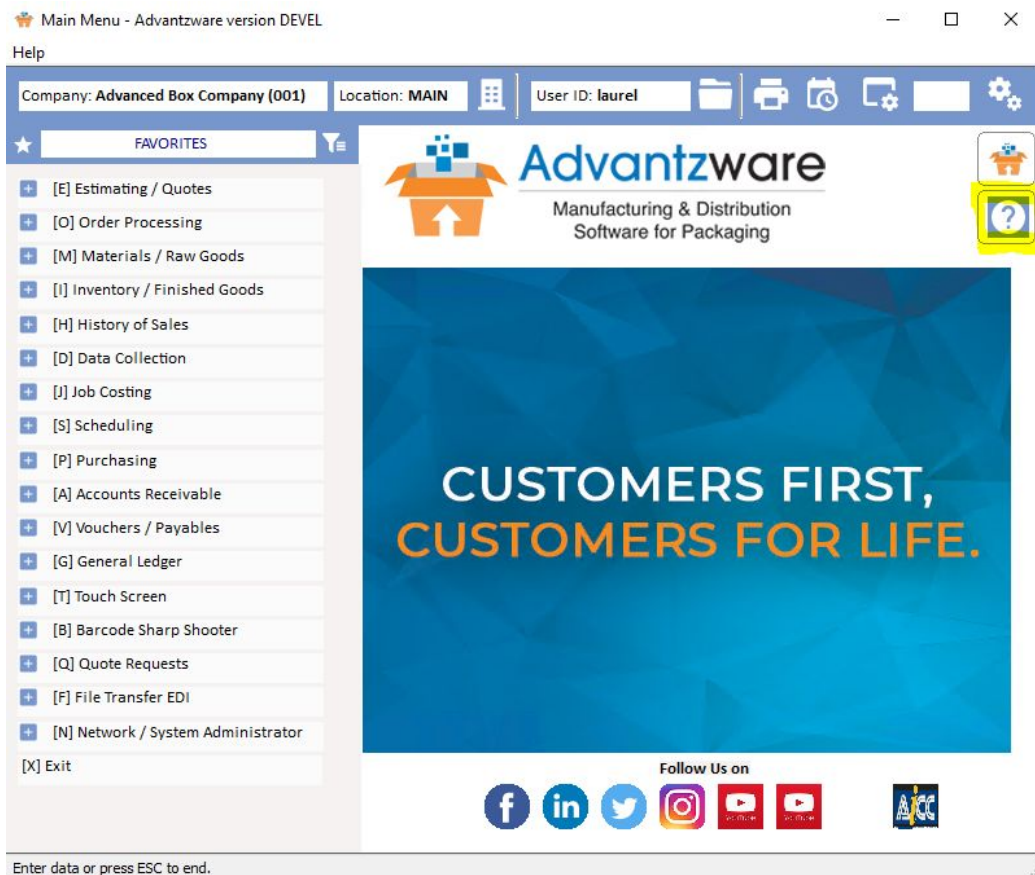 Main Menu - Advantzware version DEVEL
Help
Company: Advanced Box Company (001) Location: MAIN User ID: laurel
FAVORITES
[E] Estimating / Quotes
[O] Order Processing
[M] Materials / Raw Goods
[I] Inventory / Finished Goods
[H] History of Sales
[D] Data Collection
[J] Job Costing
[S] Scheduling
[P] Purchasing
[A] Accounts Receivable
[V] Vouchers / Payables
[G] General Ledger
[T] Touch Screen
[B] Barcode Sharp Shooter
[Q] Quote Requests
[F] File Transfer EDI
[N] Network / System Administrator
[X] Exit
Advantzware
Manufacturing & Distribution
Software for Packaging
?
CUSTOMERS FIRST,
CUSTOMERS FOR LIFE.
Follow Us on
f in
AICC
Enter data or press ESC to end.